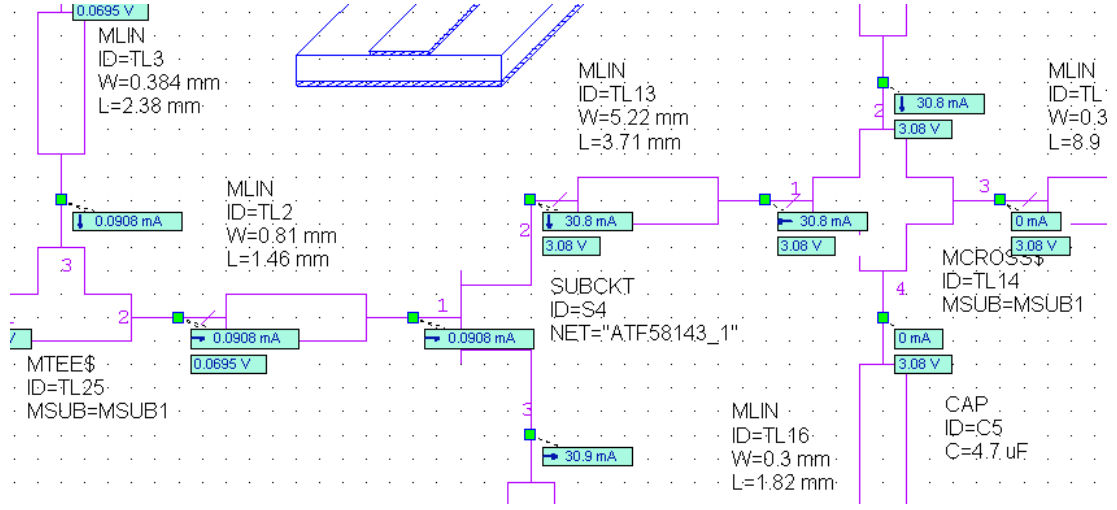 0.0695 V
MLIN
ID=TL3
W=0.384 mm
L=2.38 mm
0.0908 mA
3
MLIN
ID=TL2
W=0.81 mm
L=1.46 mm
2
0.0908 mA
0.0695 V
MTEE$
ID=TL25
MSUB=MSUB1
1
0.0908 mA
2
30.8 mA
3.08 V
SUBCKT
ID=S4
NET="ATF58143_1"
3
30.9 mA
MLIN
ID=TL13
W=5.22 mm
L=3.71 mm
1
30.8 mA
3.08 V
2
30.8 mA
3.08 V
3
0 mA
3.08 V
MCROSS$
ID=TL14
MSUB=MSUB1
4
0 mA
3.08 V
MLIN
ID=TL16
W=0.3 mm
L=1.82 mm
CAP
ID=C5
C=4.7 uF
MLIN
L=8.9